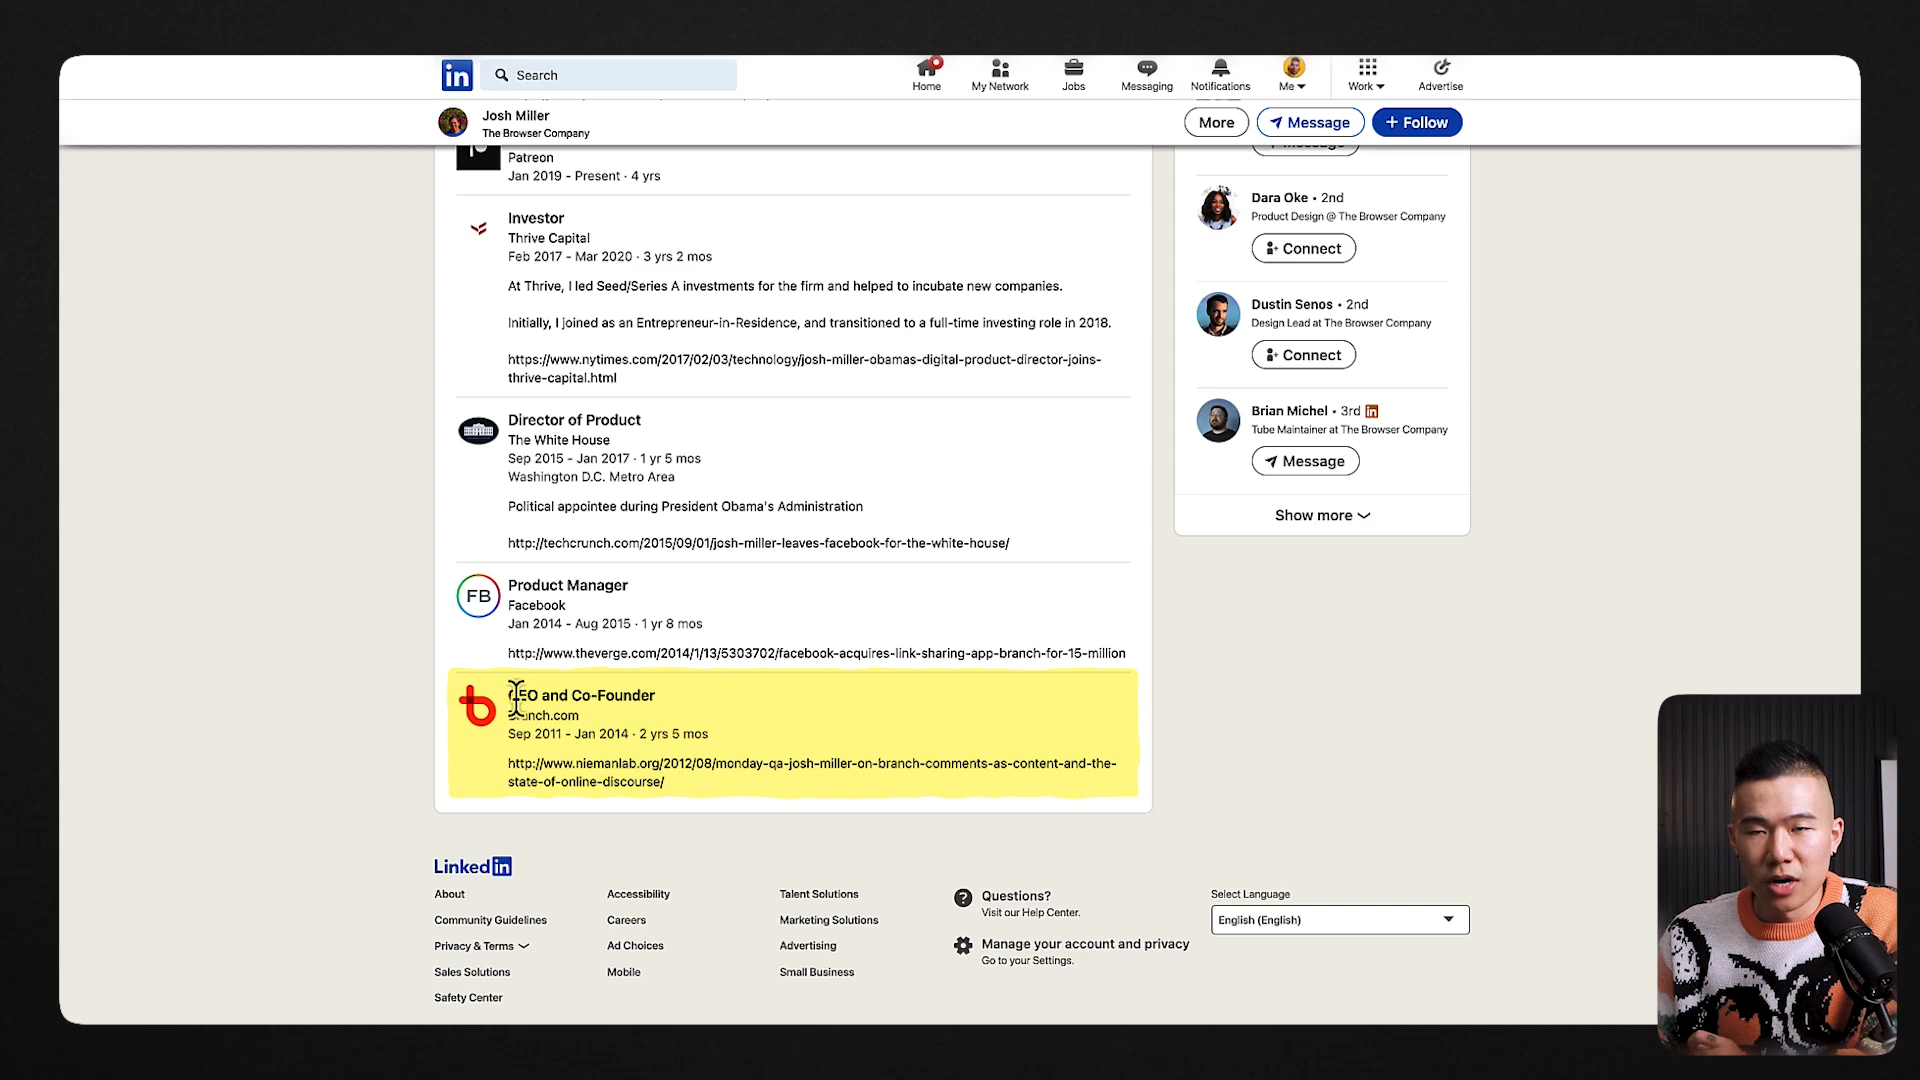 in
Search
Home
My Network
Jobs
Messaging
Notifications
Me
Work
Advertise
Josh Miller
The Browser Company
More
Message
+ Follow
Patreon
Jan 2019 - Present · 4 yrs
Investor
Thrive Capital
Feb 2017 - Mar 2020 · 3 yrs 2 mos
At Thrive, I led Seed/Series A investments for the firm and helped to incubate new companies.
Initially, I joined as an Entrepreneur-in-Residence, and transitioned to a full-time investing role in 2018.
https://www.nytimes.com/2017/02/03/technology/josh-miller-obamas-digital-product-director-joins-
thrive-capital.html
Director of Product
The White House
Sep 2015 - Jan 2017 · 1 yr 5 mos
Washington D.C. Metro Area
Political appointee during President Obama's Administration
http://techcrunch.com/2015/09/01/josh-miller-leaves-facebook-for-the-white-house/
FB
Product Manager
Facebook
Jan 2014 - Aug 2015 · 1 yr 8 mos
http://www.theverge.com/2014/1/13/5303702/facebook-acquires-link-sharing-app-branch-for-15-million
b
CEO and Co-Founder
Sep 2011 - Jan 2014 · 2 yrs 5 mos
http://www.niemanlab.org/2012/08/monday-qa-josh-miller-on-branch-comments-as-content-and-the-
state-of-online-discourse/
Message
Dara Oke • 2nd
Product Design @ The Browser Company
Connect
Dustin Senos • 2nd
Design Lead at The Browser Company
Connect
Brian Michel • 3rd in
Tube Maintainer at The Browser Company
Message
Show more
Linked in
About
Community Guidelines
Privacy & Terms
Sales Solutions
Safety Center
Accessibility
Careers
Ad Choices
Mobile
Talent Solutions
Marketing Solutions
Advertising
Small Business
Questions?
Visit our Help Center.
Manage your account and privacy
Go to your Settings.
Select Language
English (English)